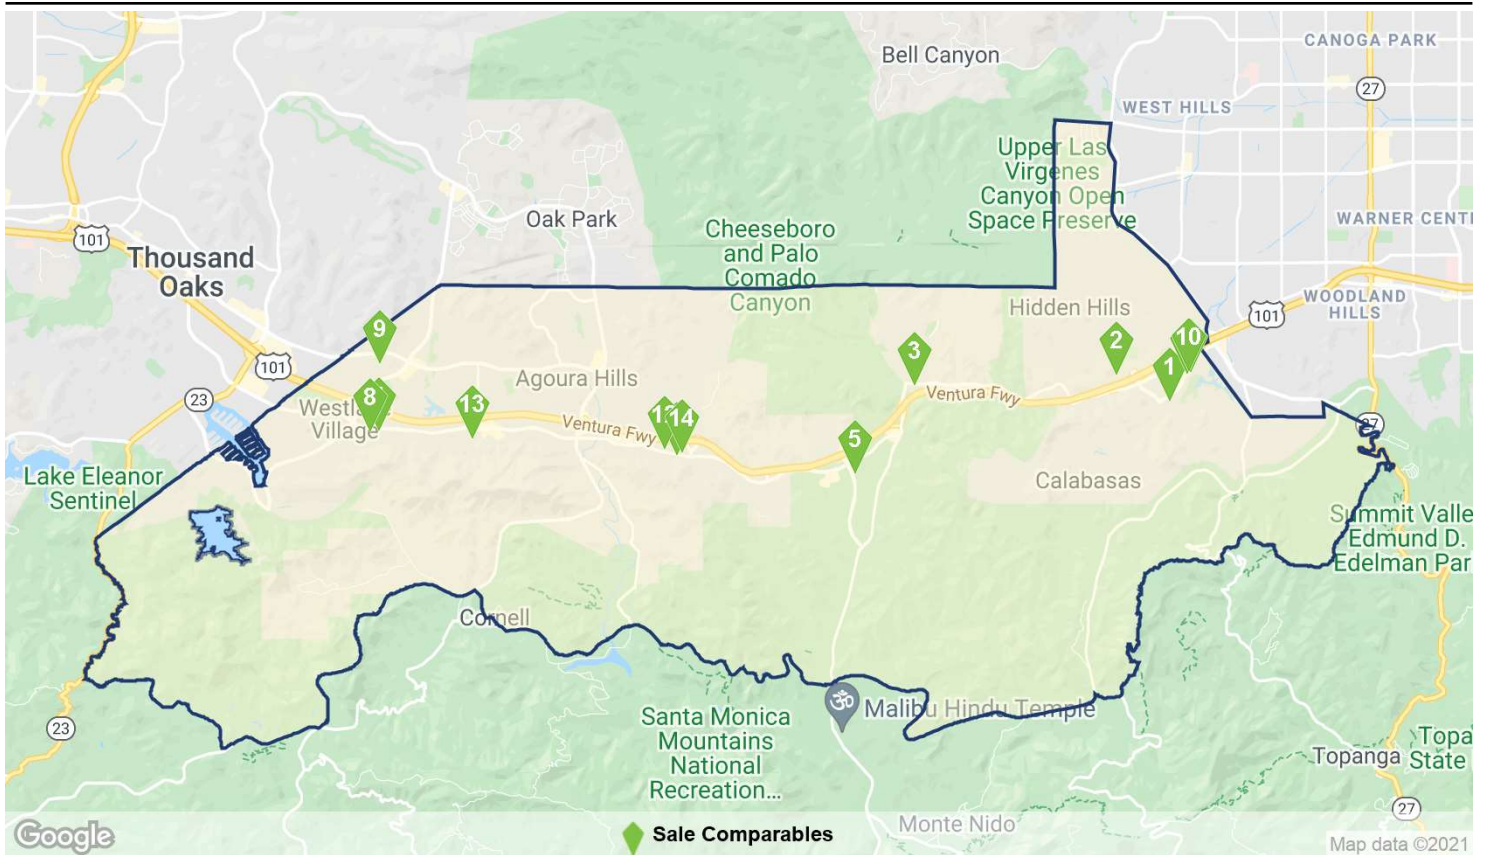 CANOGA PARK
Bell Canyon
27
WEST HILLS
Upper Las
Virgenes
Canyon Open
Space Preserve
Oak Park
WARNER CENT
Cheeseboro
and Palo
Comado
Canyon
101
Thousand
Oaks
WOODLAND
HILLS
Hidden Hills
101
9
10
2
3
1
101
Agoura Hills
Ventura Fwy
23
8
Westla
Village
13
12
14
Ventura Fwy
5
27
Lake Eleanor
Sentinel
Calabasas
Summit Valle
Edmund D.
Edelman Par
Cornell
Malibu Hindu Temple
Santa Monica
Mountains
National
Recreation...
23
Topanga
Topa
State
27
Monte Nido
Google
Sale Comparables
Map data ©2021